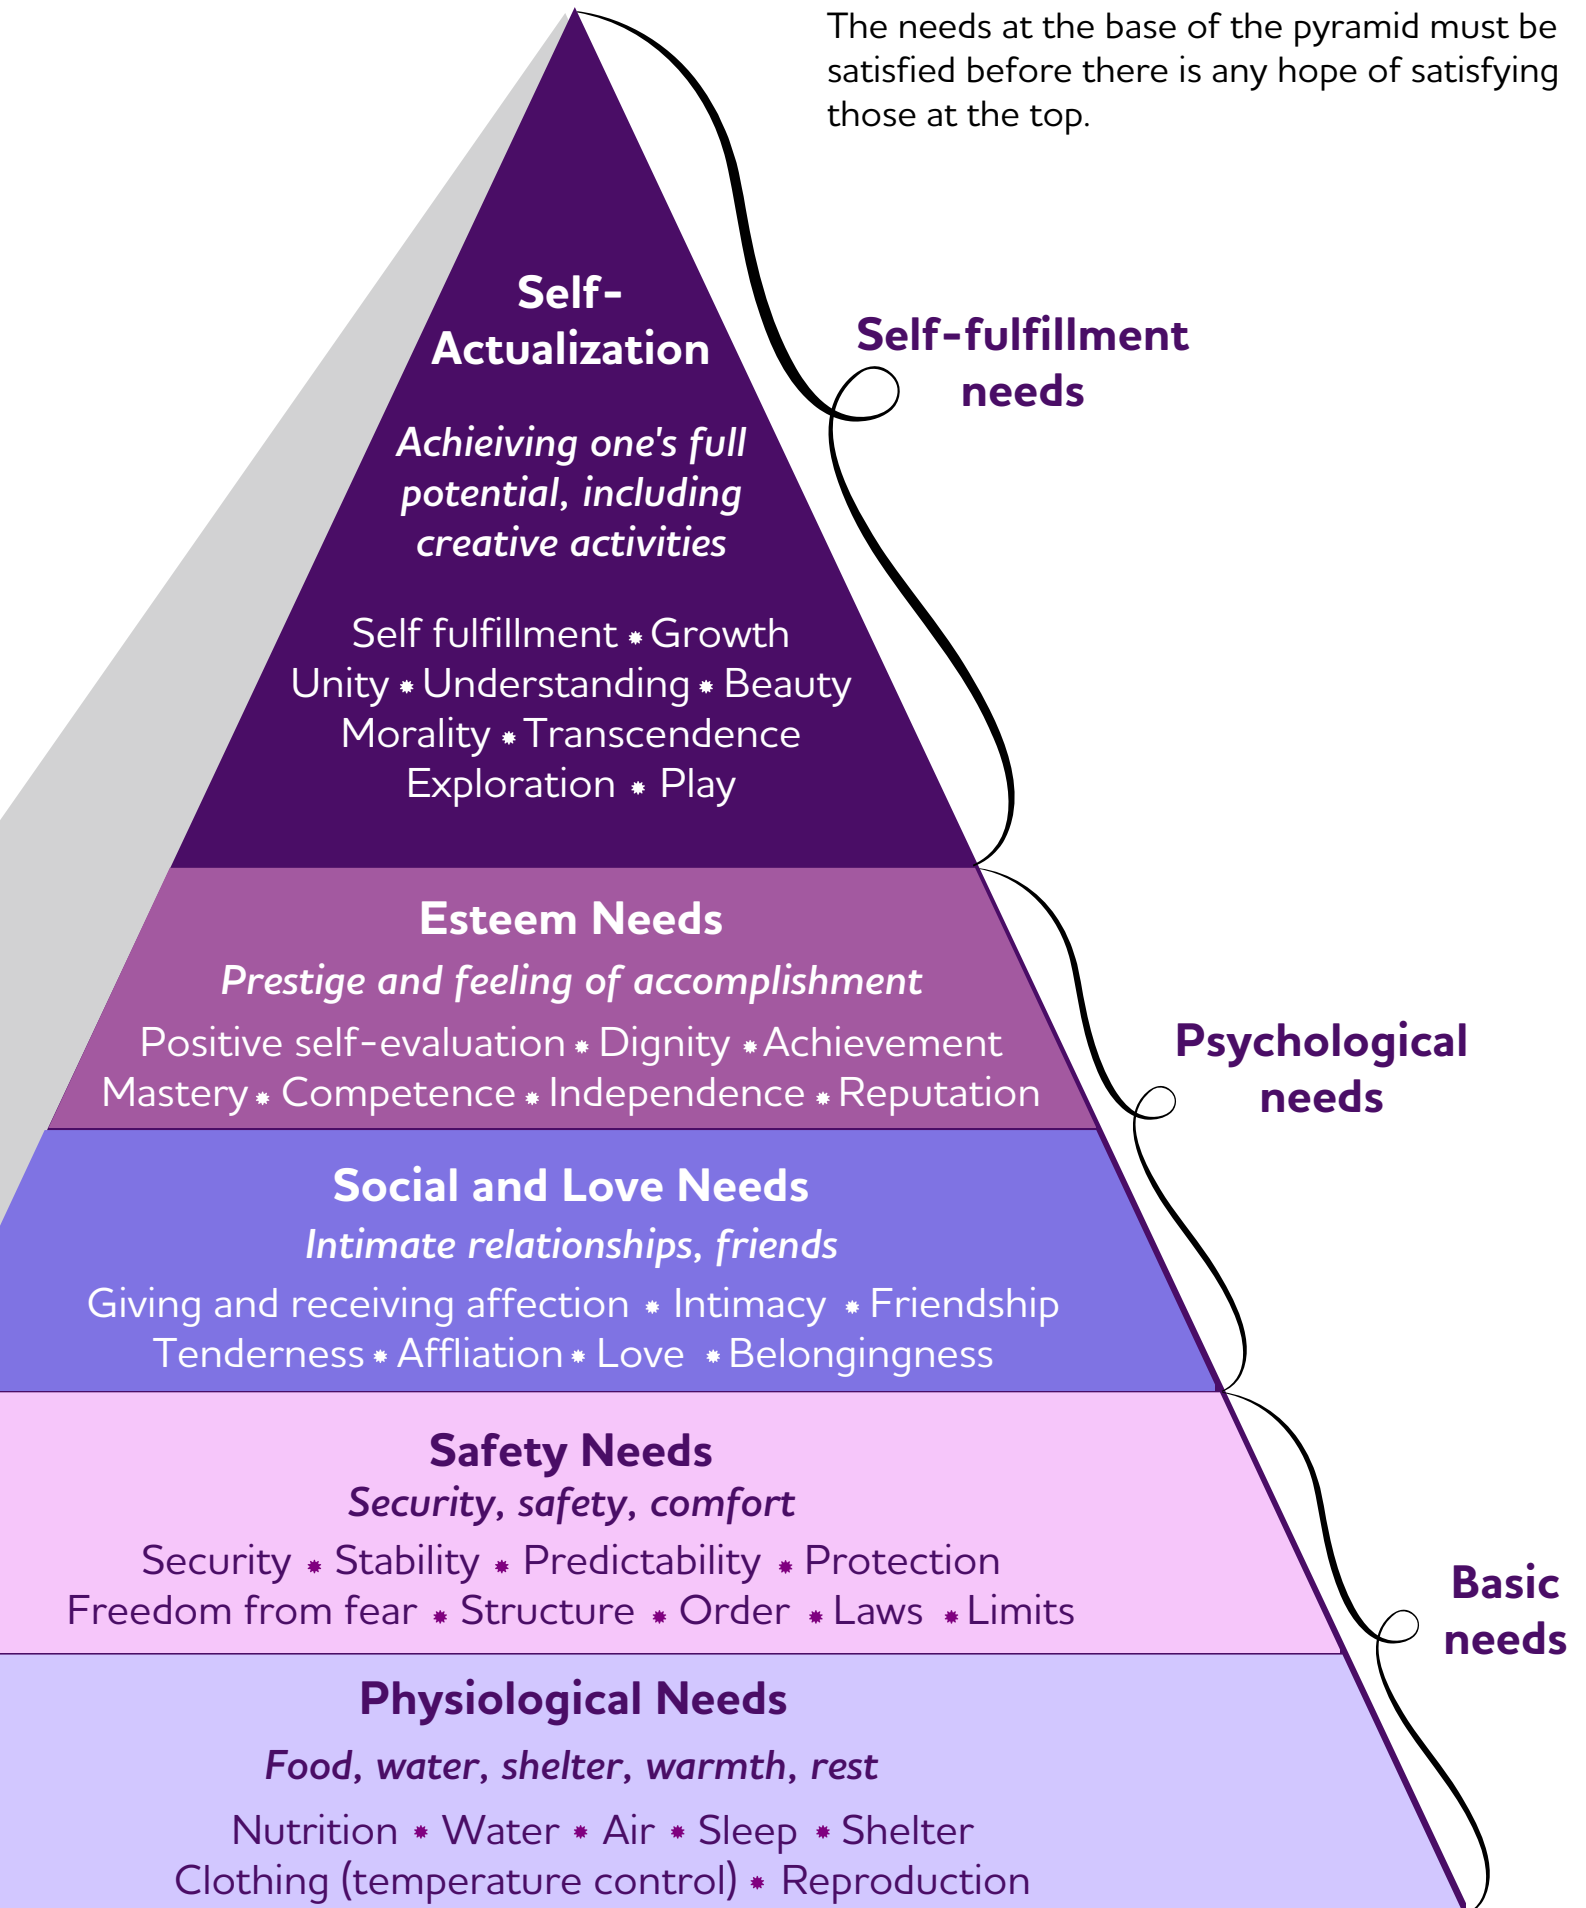 The needs at the base of the pyramid must be
satisfied before there is any hope of satisfying
those at the top.
Self-
Actualization
Achieiving one's full
potential, including
creative activities
Self fulfillment * Growth
Unity * Understanding * Beauty
Morality * Transcendence
Exploration * Play
Self-fulfillment
needs
Esteem Needs
Prestige and feeling of accomplishment
Positive self-evaluation * Dignity * Achievement
Mastery * Competence * Independence * Reputation
Psychological
needs
Social and Love Needs
Intimate relationships, friends
Giving and receiving affection * Intimacy * Friendship
Tenderness * Affliation * Love * Belongingness
Safety Needs
Security, safety, comfort
Security * Stability * Predictability * Protection
Freedom from fear * Structure * Order * Laws * Limits
Basic
needs
Physiological Needs
Food, water, shelter, warmth, rest
Nutrition * Water * Air * Sleep * Shelter
Clothing (temperature control) * Reproduction